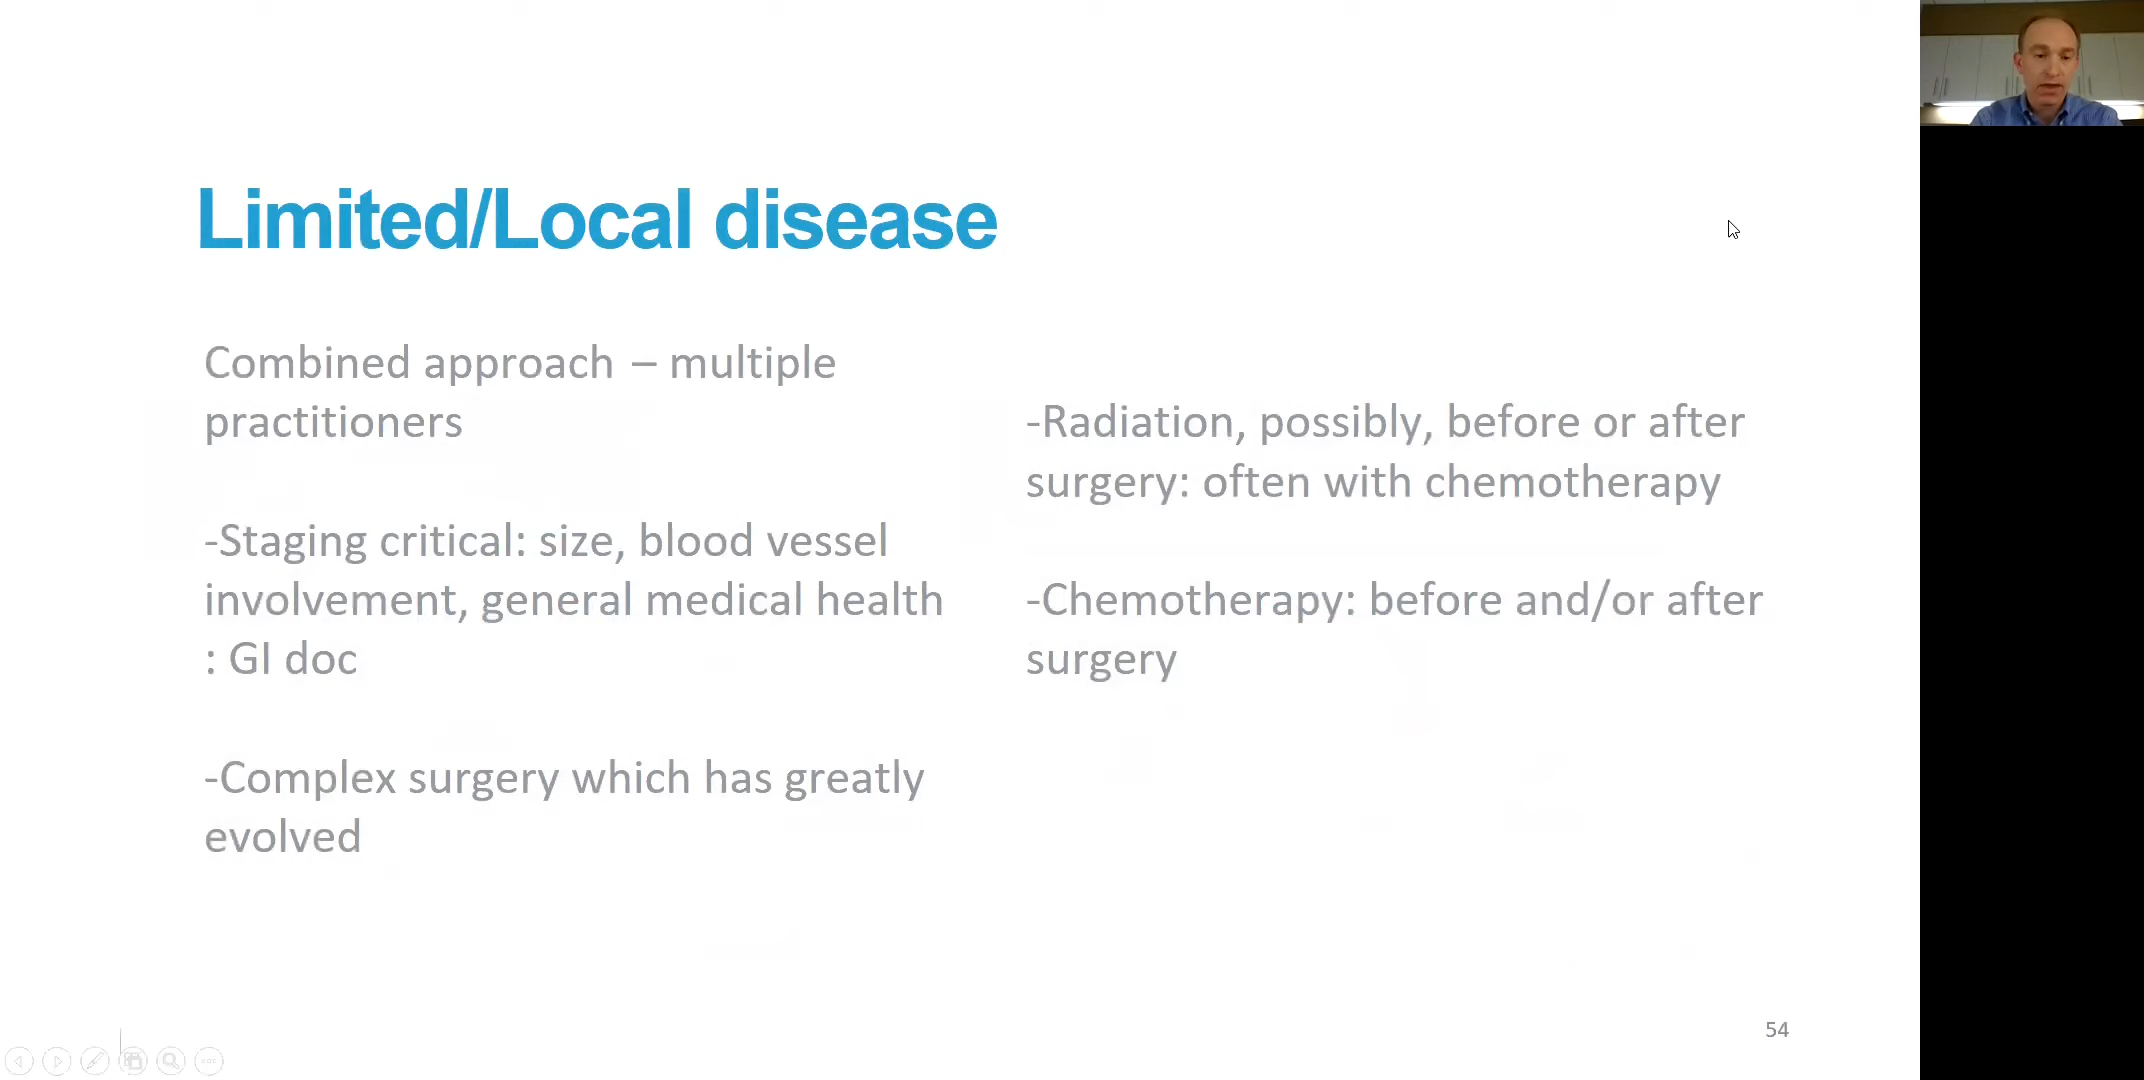 Limited/Local disease
Combined approach – multiple
practitioners
-Staging critical: size, blood vessel
involvement, general medical health
: GI doc
-Complex surgery which has greatly
evolved
-Radiation, possibly, before or after
surgery: often with chemotherapy
-Chemotherapy: before and/or after
surgery
54